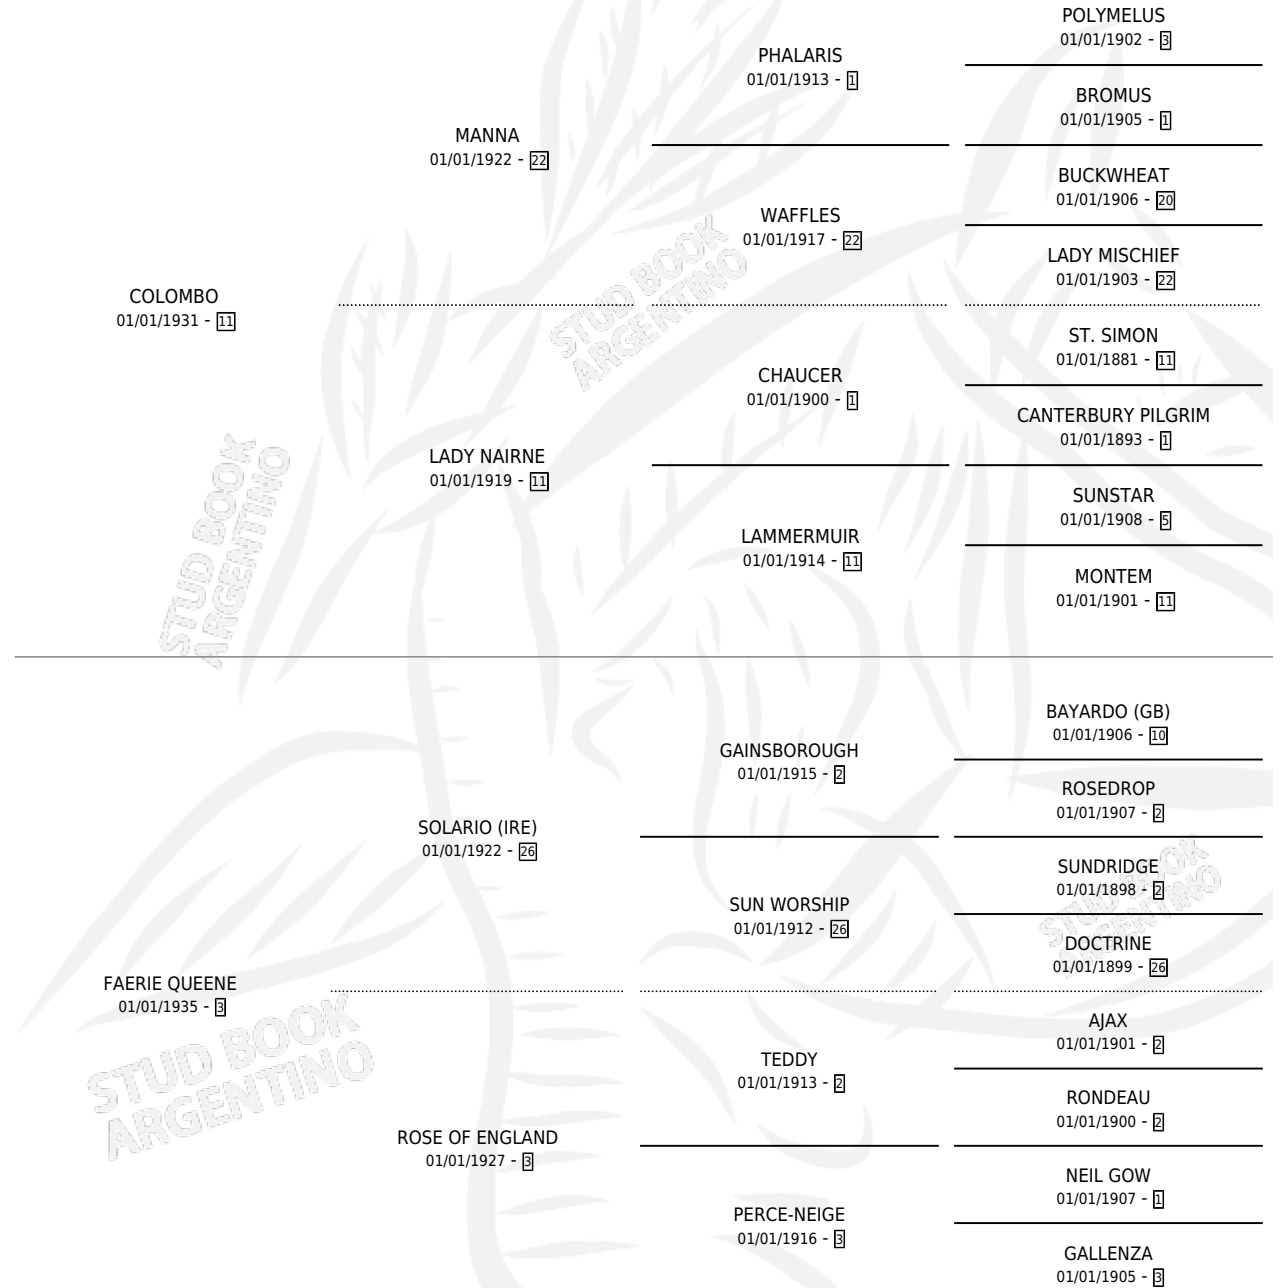 POLYMELUS
01/01/1902 - 3
PHALARIS
01/01/1913 - 1
BROMUS
01/01/1905 - 1
MANNA
01/01/1922 - 22
BUCKWHEAT
01/01/1906 - 20
WAFFLES
01/01/1917 - 22
LADY MISCHIEF
01/01/1903 - 22
COLOMBO
01/01/1931 - 11
STUD BOOK
ARGENTINO
ST. SIMON
01/01/1881 - 11
CHAUCER
01/01/1900 - 1
CANTERBURY PILGRIM
01/01/1893 - 1
LADY NAIRNE
01/01/1919 - 11
SUNSTAR
01/01/1908 - 5
LAMMERMUIR
01/01/1914 - 11
MONTEM
01/01/1901 - 11
STUD BOOK
ARGENTINO
BAYARDO (GB)
01/01/1906 - 10
GAINSBOROUGH
01/01/1915 - 2
ROSEDROP
01/01/1907 - 2
SOLARIO (IRE)
01/01/1922 - 26
SUNDRIDGE
01/01/1898 - 2
SUN WORSHIP
01/01/1912 - 26
STUD BOOK
ARGENTINO
DOCTRINE
01/01/1899 - 26
FAERIE QUEENE
01/01/1935 - 3
AJAX
01/01/1901 - 2
TEDDY
01/01/1913 - 2
STUD BOOK
ARGENTINO
RONDEAU
01/01/1900 - 2
ROSE OF ENGLAND
01/01/1927 - 3
NEIL GOW
01/01/1907 - 1
PERCE-NEIGE
01/01/1916 - 3
GALLENZA
01/01/1905 - 3